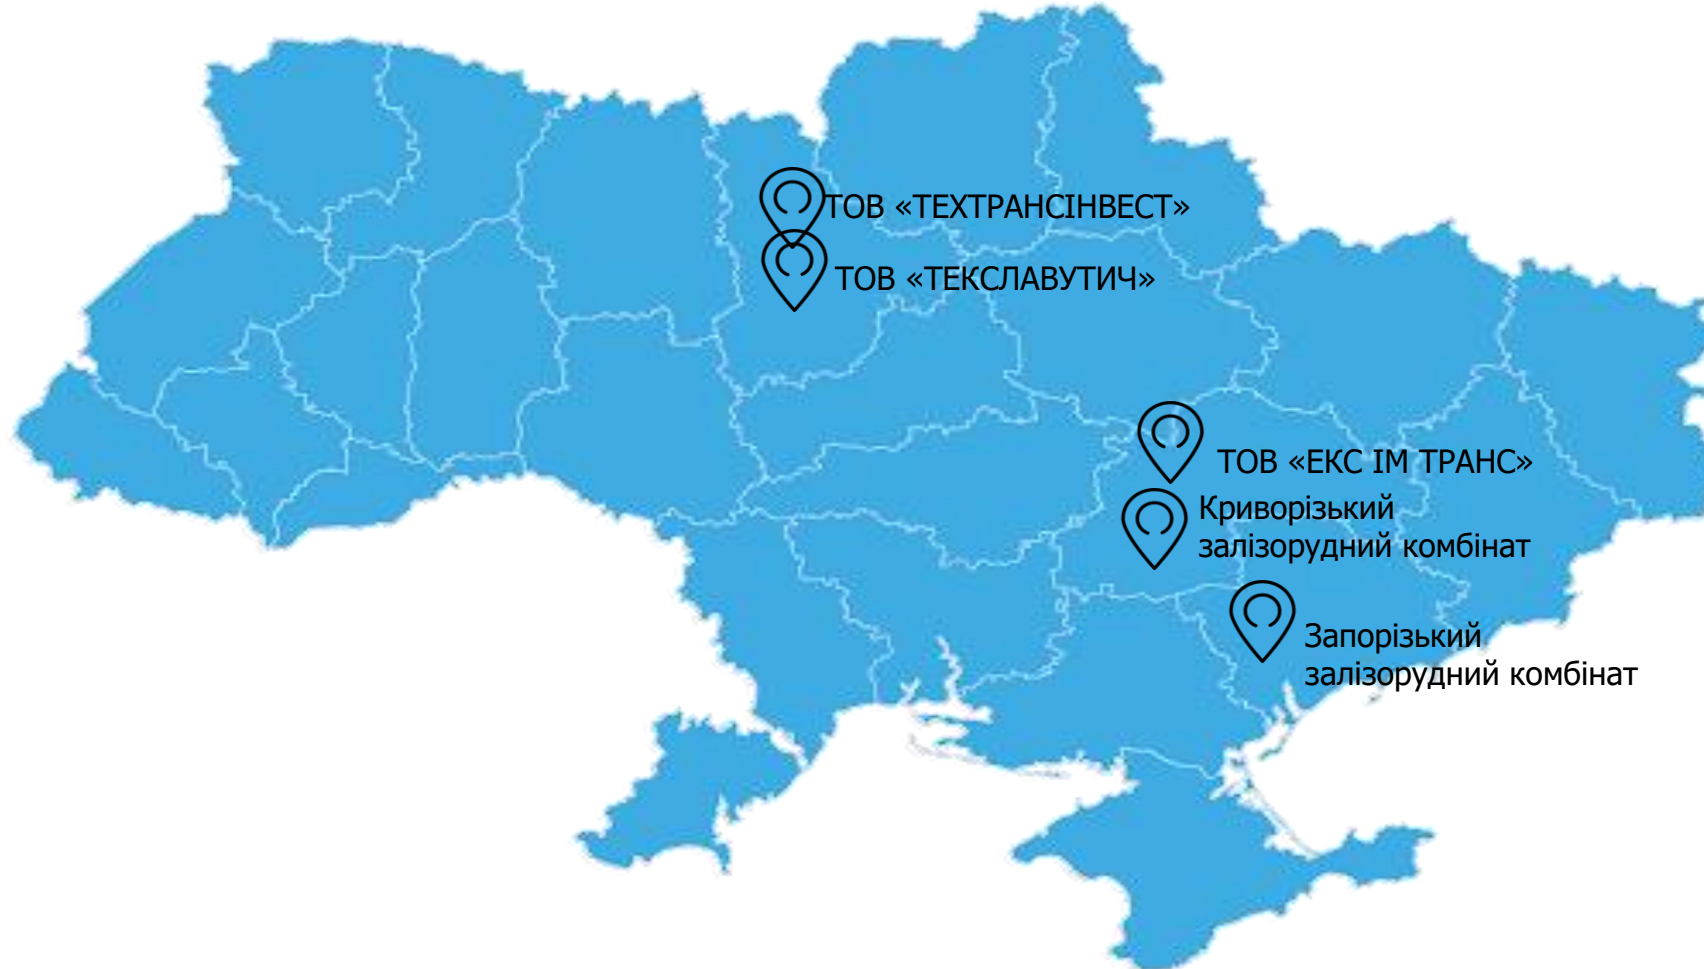 ТОВ «ТЕХТРАНСІНВЕСТ»
ТОВ «ТЕКСЛАВУТИЧ»
ТОВ «ЕКС ІМ ТРАНС»
Криворізький
залізорудний комбінат
Запорізький
залізорудний комбінат